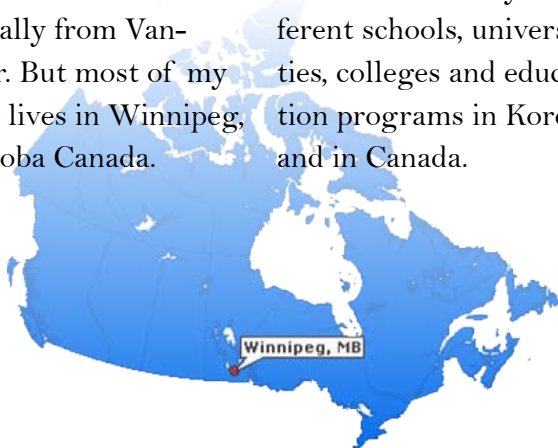 ally from Van-
r. But most of my
lives in Winnipeg,
oba Canada.
ferent schools, univers
ties, colleges and educ
tion programs in Kore
and in Canada.
Winnipeg, MB